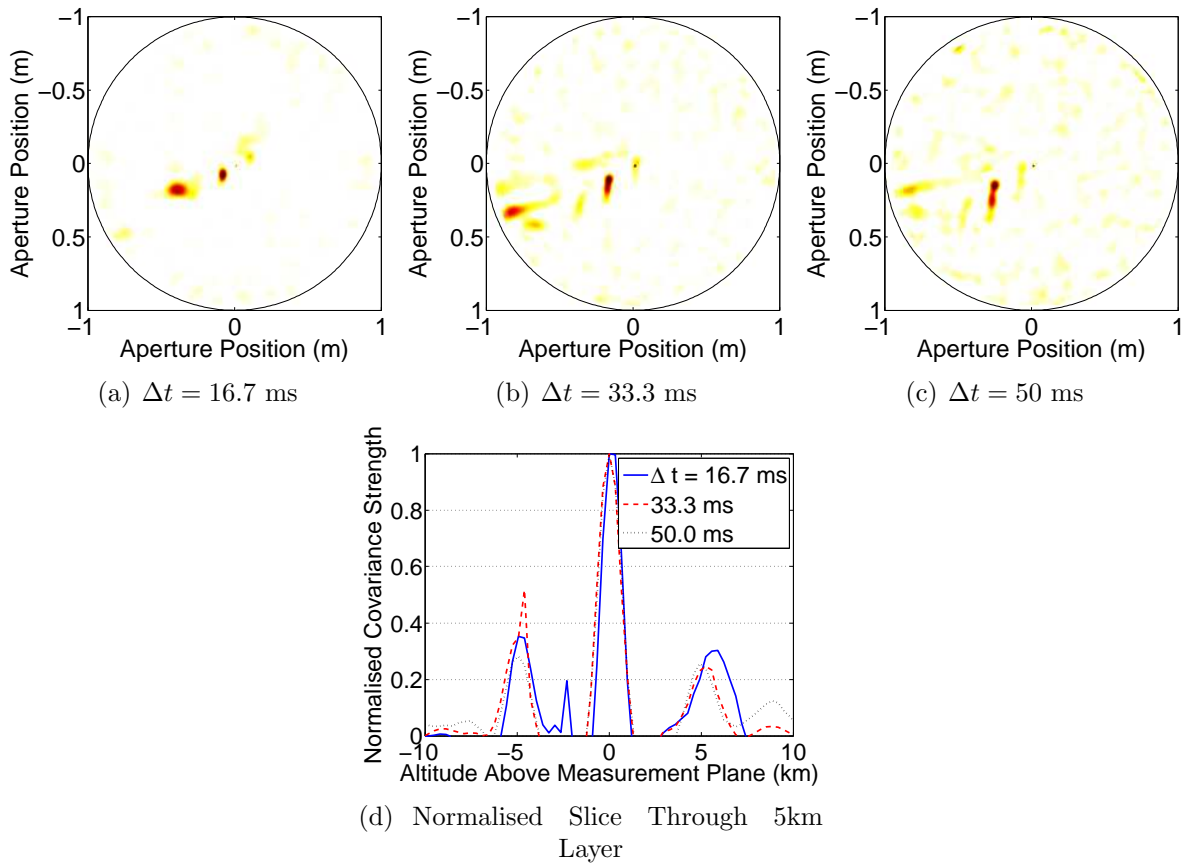 −1
−0.5
0
0.5
1
−1 0 1
Aperture Position (m)
Aperture Position (m)
(a) Δt = 16.7 ms
−1
−0.5
0
0.5
1
−1 0 1
Aperture Position (m)
Aperture Position (m)
(b) Δt = 33.3 ms
−1
−0.5
0
0.5
1
−1 0 1
Aperture Position (m)
Aperture Position (m)
(c) Δt = 50 ms
Normalised Covariance Strength
1
0.8
0.6
0.4
0.2
0
−10 −5 0 5 10
Altitude Above Measurement Plane (km)
Δ t = 16.7 ms
33.3 ms
50.0 ms
(d) Normalised Slice Through 5km
Layer